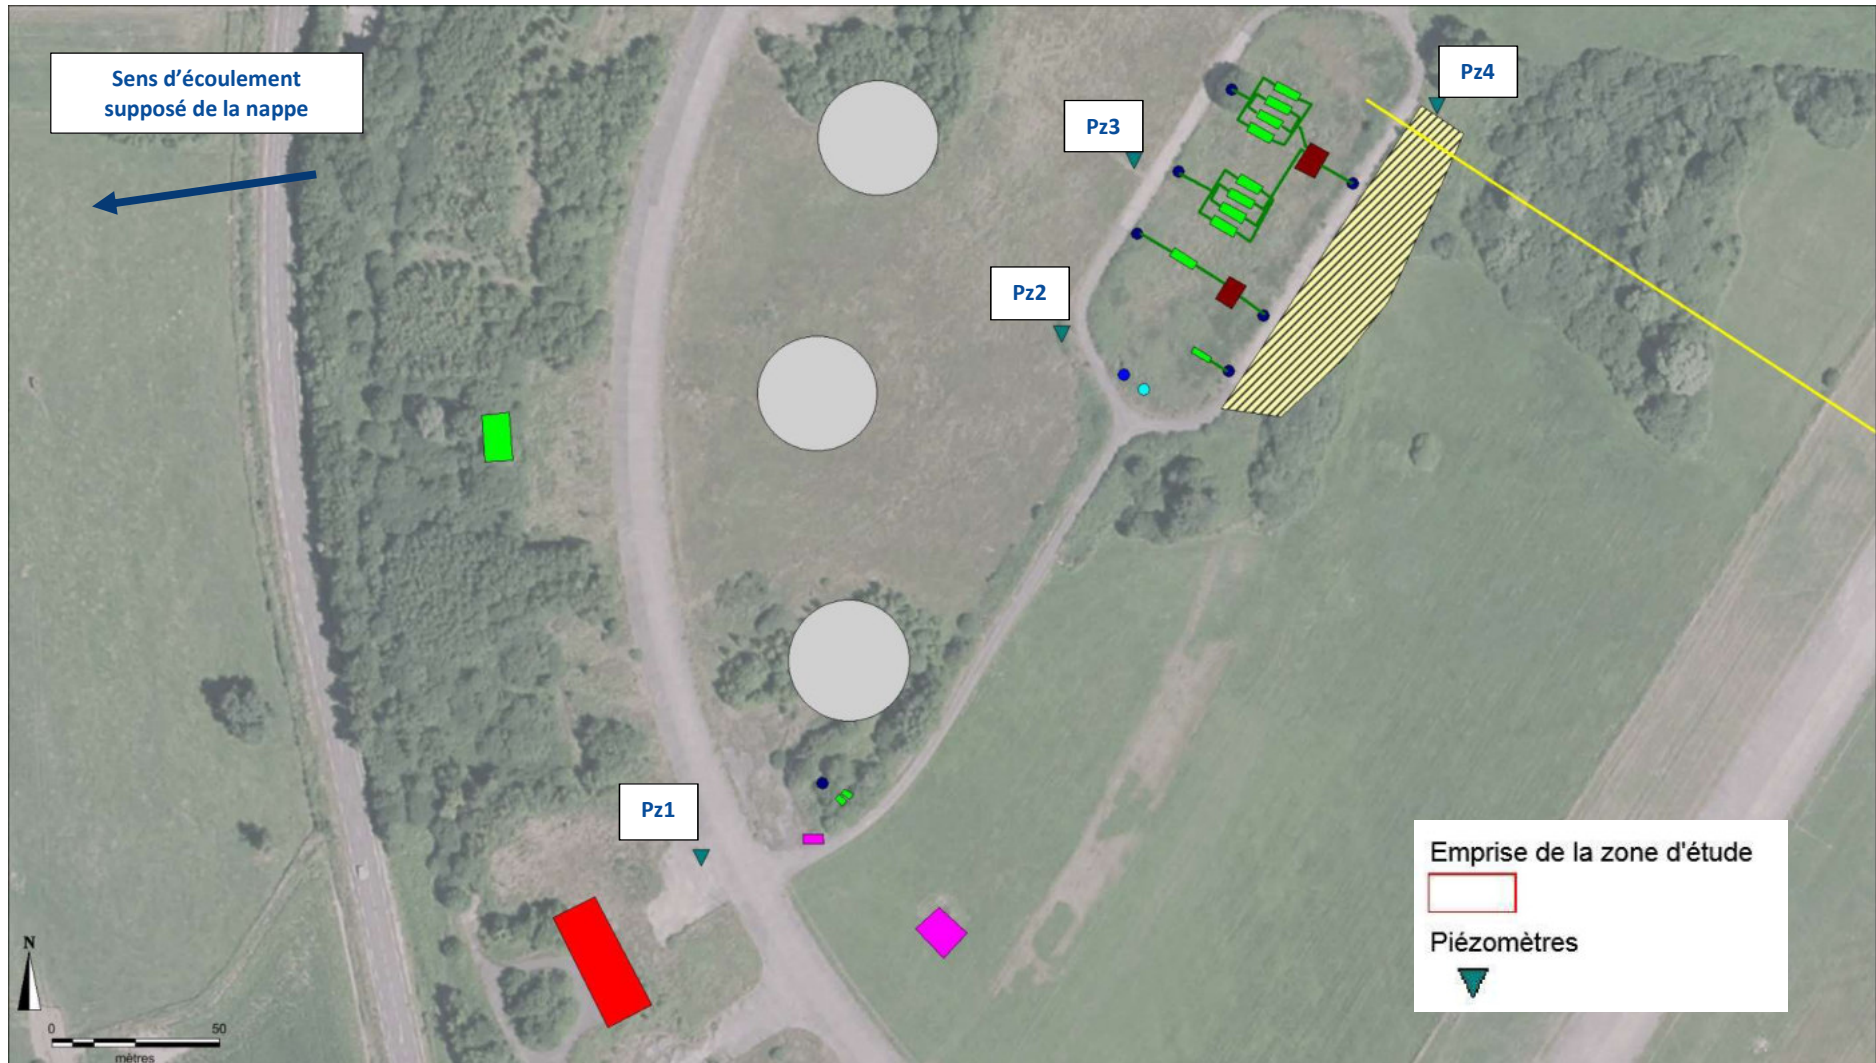 Sens d'écoulement
supposé de la nappe
Pz4
Pz3
Pz2
Pz1
Emprise de la zone d'étude
Piézomètres
N
0 50
mètres